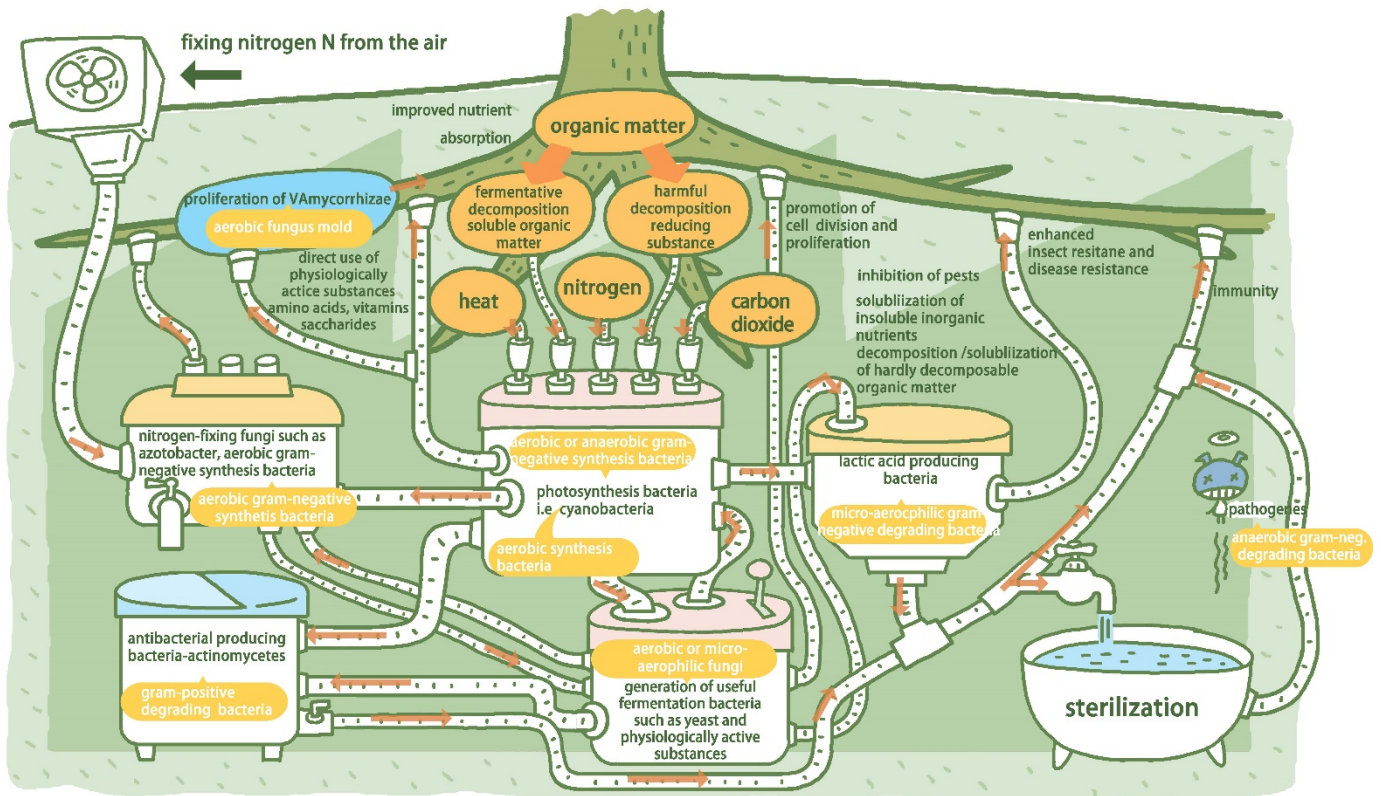 fixing nitrogen N from the air
improved nutrient
absorption
organic matter
proliferation of VAmycorrhizae
aerobic fungus mold
fermentative
decomposition
soluble organic
matter
harmful
decomposition
reducing
substance
promotion of
cell division and
proliferation
enhanced
insect resitane and
disease resistance
direct use of
physiologically
actice substances
amino acids, vitamins
saccharides
heat
nitrogen
carbon
dioxide
inhibition of pests
solubliization of
insoluble inorganic
nutrients
decomposition /solubliization
of hardly decomposable
organic matter
immunity
nitrogen-fixing fungi such as
azotobacter, aerobic gram-
negative synthesis bacteria
aerobic gram-negative
synthetis bacteria
aerobic or anaerobic gram-
negative synthesis bacteria
photosynthesis bacteria
i.e cyanobacteria
aerobic synthesis
bacteria
lactic acid producing
bacteria
micro-aerocphilic gram-
negative degrading bacteria
pathogenes
anaerobic gram-neg.
degrading bacteria
antibacterial producing
bacteria-actinomycetes
gram-positive
degrading bacteria
aerobic or micro-
aerophilic fungi
generation of useful
fermentation bacteria
such as yeast and
physiologically active
substances
sterilization